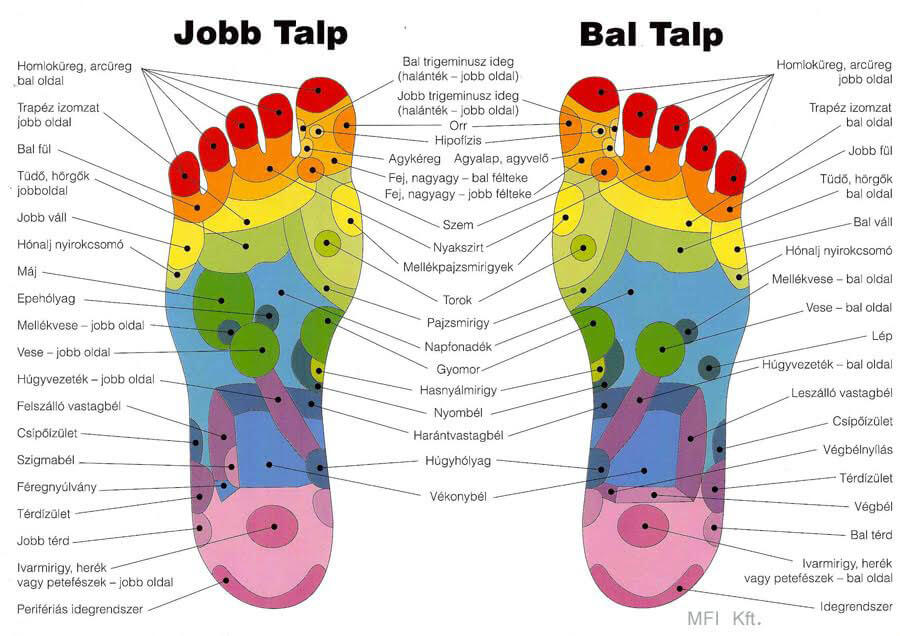 Jobb Talp
Bal Talp
Homloküreg, arcüreg
bal oldal
Trapéz izomzat
jobb oldal
Bal fül
Tüdő, hörgők
jobboldal
Jobb váll
Hónalj nyirokcsomó
Máj
Epehólyag
Mellékvese – jobb oldal
Vese – jobb oldal
Húgyvezeték – jobb oldal
Felszálló vastagbél
Csípőizület
Szigmabél
Féregnyúlvány
Térdízület
Jobb térd
Ivarmirigy, herék
vagy petefészek – jobb oldal
Perifériás idegrendszer
Bal trigeminusz ideg
(halánték – jobb oldal)
Jobb trigeminusz ideg
(halánték – jobb oldal)
Orr
Hipofízis
Agykéreg Agyalap, agyvelő
Fej, nagyagy – bal félteke
Fej, nagyagy – jobb félteke
Szem
Nyakszirt
Mellékpajzsmirigyek
Torok
Pajzsmirigy
Napfonadék
Gyomor
Hasnyálmirigy
Nyombél
Harántvastagbél
Húgyhólyag
Vékonybél
Homloküreg, arcüreg
jobb oldal
Trapéz izomzat
bal oldal
Jobb fül
Tüdő, hörgők
bal oldal
Bal váll
Hónalj nyirokcsomó
Mellékvese – bal oldal
Vese – bal oldal
Lép
Húgyvezeték – bal oldal
Leszálló vastagbél
Csípőizület
Végbélnyílás
Térdízület
Végbél
Bal térd
Ivarmirigy, herék
vagy petefészek – bal oldal
Idegrendszer
MFI Kft.